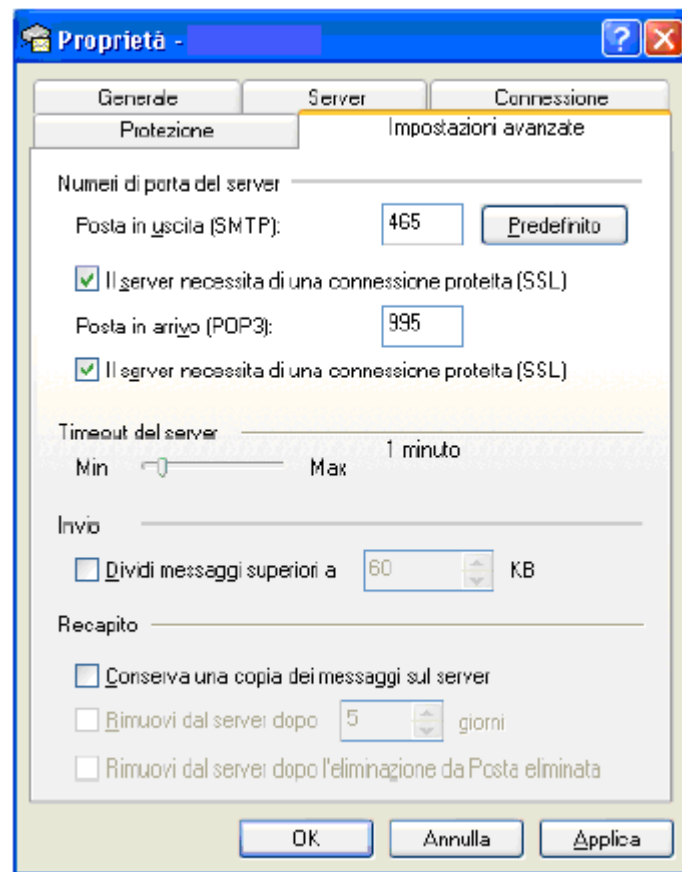 Proprietà -
Generale Server Connessione
Protezione Impostazioni avanzate
Numeri di porta del server
Posta in uscita (SMTP): 465 Predefinito
Il server necessita di una connessione protetta (SSL)
Posta in arrivo (POP3): 995
Il server necessita di una connessione protetta (SSL)
Timeout del server
Min Max 1 minuto
Invio
Dividi messaggi superiori a 60 KB
Recapito
Conserva una copia dei messaggi sul server
Rimuovi dal server dopo 5 giorni
Rimuovi dal server dopo l'eliminazione da Posta eliminata
OK Annulla Applica